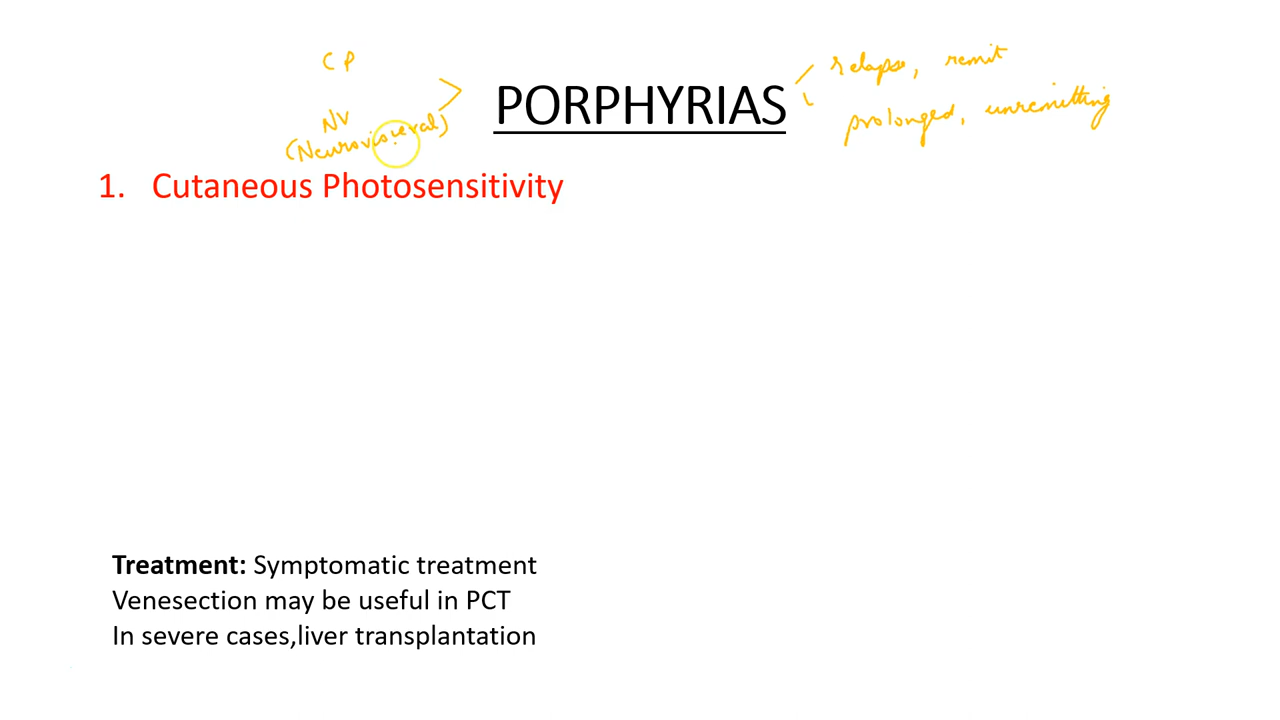 CP
NV
(Neurovisceral)
PORPHYRIAS
relapse, remit
prolonged, unremitting
1. Cutaneous Photosensitivity
Treatment: Symptomatic treatment
Venesection may be useful in PCT
In severe cases,liver transplantation